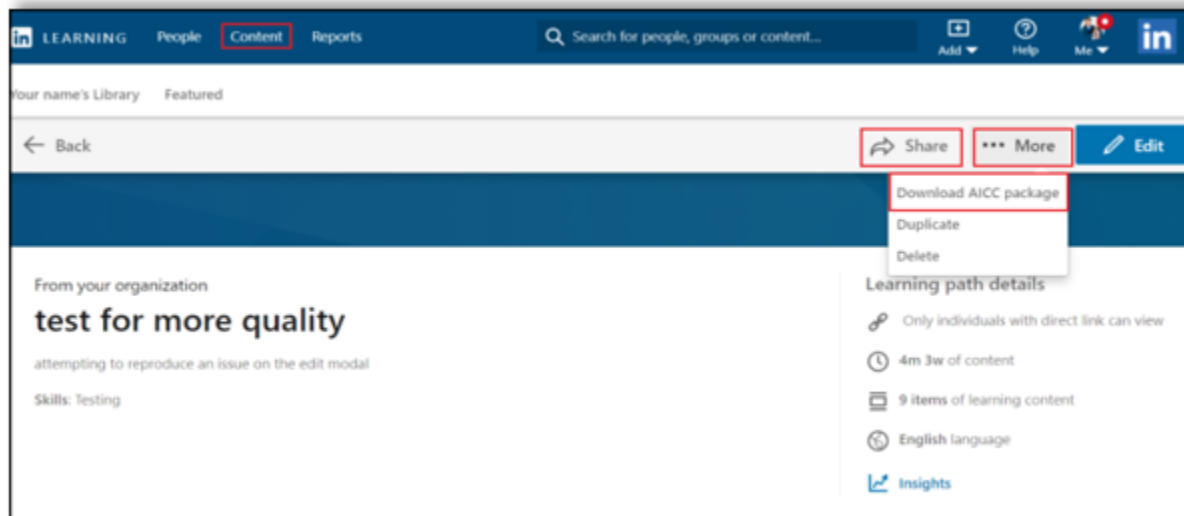 in LEARNING People Content Reports Search for people, groups or content... Add Help Me in
Your name's Library Featured
Back Share ••• More Edit
Download AICC package
Duplicate
Delete
From your organization
test for more quality
attempting to reproduce an issue on the edit modal
Skills: Testing
Learning path details
Only individuals with direct link can view
4m 3w of content
9 items of learning content
English language
Insights